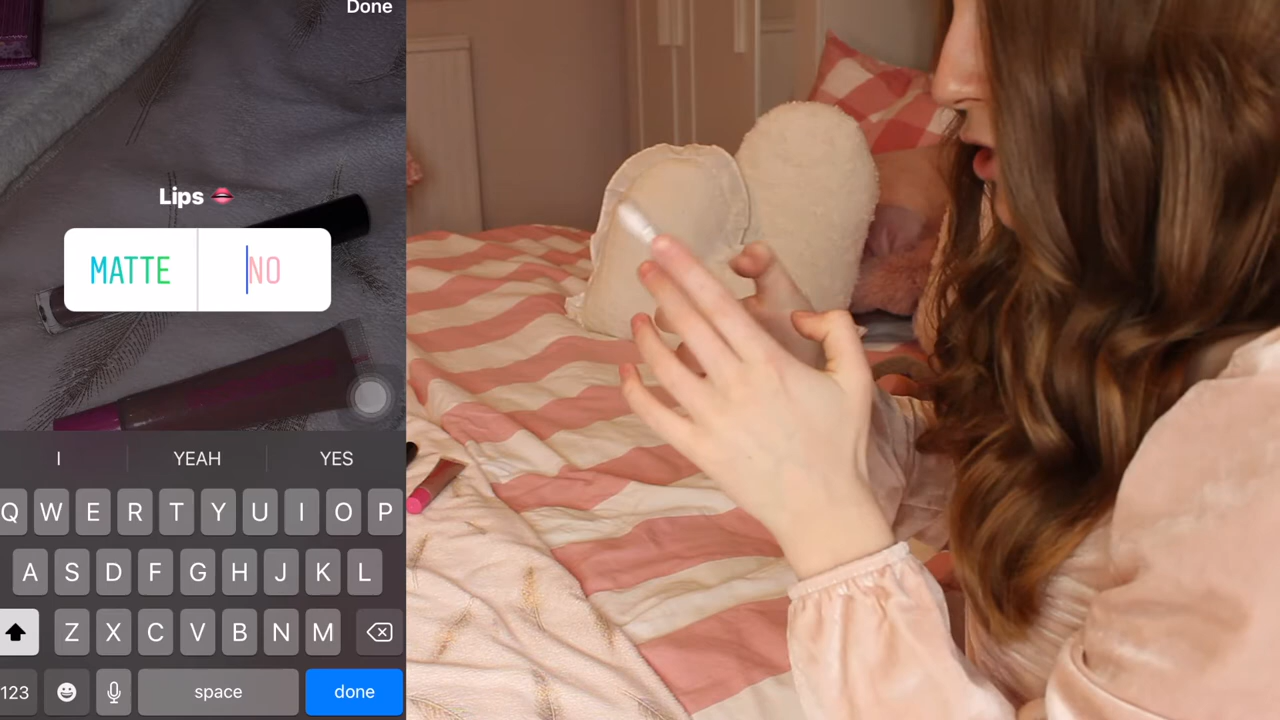 Done
Lips 👄
MATTE NO
I YEAH YES
Q W E R T Y U I O P
A S D F G H J K L
Z X C V B N M
123 space done